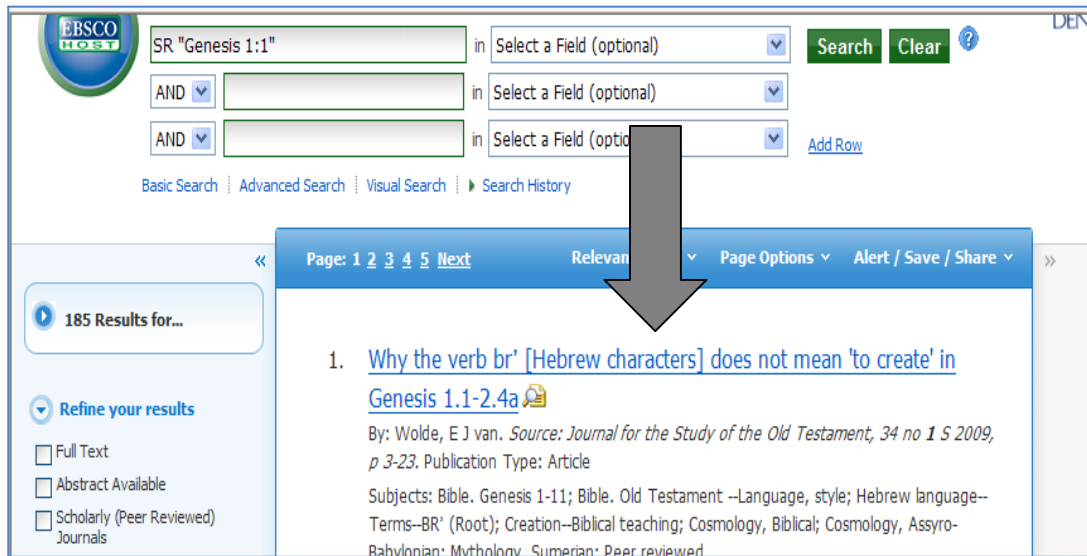 DEN
EBSCO
HOST
SR "Genesis 1:1" in Select a Field (optional) Search Clear ?
AND in Select a Field (optional)
AND in Select a Field Add Row
Basic Search Advanced Search Visual Search Search History
« Page: 1 2 3 4 5 Next Page Options Alert / Save / Share »
185 Results for...
Refine your results
Full Text
Abstract Available
Scholarly (Peer Reviewed)
Journals
1. Why the verb br’ [Hebrew characters] does not mean 'to create' in
Genesis 1.1-2.4a
By: Wolde, E J van. Source: Journal for the Study of the Old Testament, 34 no 1 S 2009,
p 3-23. Publication Type: Article
Subjects: Bible. Genesis 1-11; Bible. Old Testament --Language, style; Hebrew language--
Terms--BR' (Root); Creation--Biblical teaching; Cosmology, Biblical; Cosmology, Assyro-
Babylonian; Mythology, Sumerian; Peer reviewed